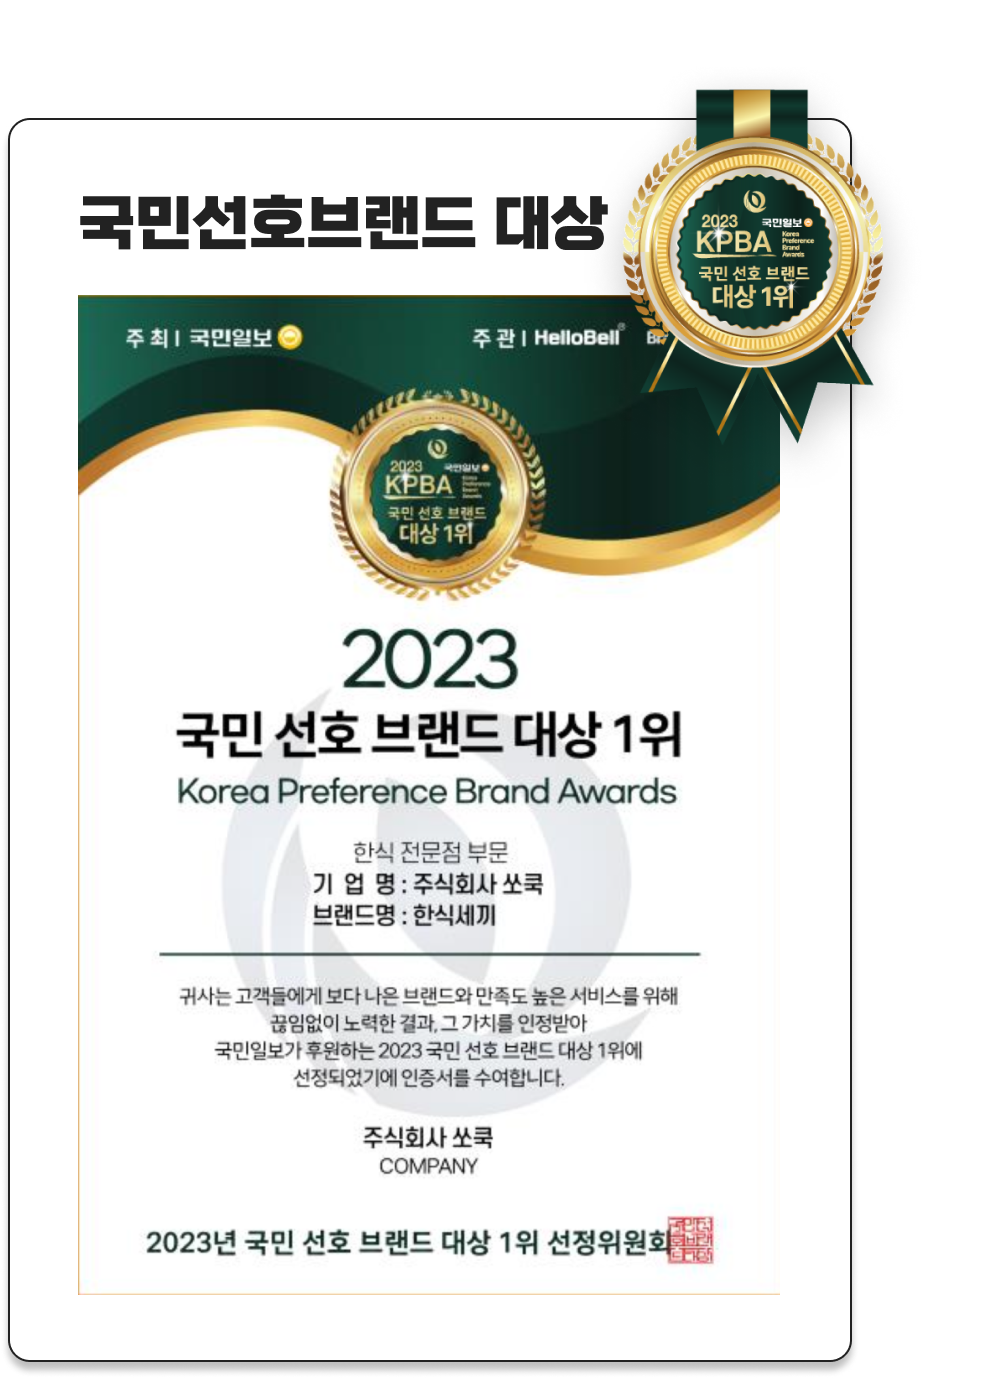 국민선호브랜드 대상
2023 국민일보
KPBA Korea Preference Brand Awards
국민 선호 브랜드
대상 1위
주 최 | 국민일보
주 관 | HelloBell®
2023 국민일보
KPBA Korea Preference Brand Awards
국민 선호 브랜드
대상 1위
2023
국민 선호 브랜드 대상 1위
Korea Preference Brand Awards
한식 전문점 부문
기 업 명 : 주식회사 쏘쿡
브랜드명 : 한식세끼
귀사는 고객들에게 보다 나은 브랜드와 만족도 높은 서비스를 위해
끊임없이 노력한 결과, 그 가치를 인정받아
국민일보가 후원하는 2023 국민 선호 브랜드 대상 1위에
선정되었기에 인증서를 수여합니다.
주식회사 쏘쿡
COMPANY
2023년 국민 선호 브랜드 대상 1위 선정위원회